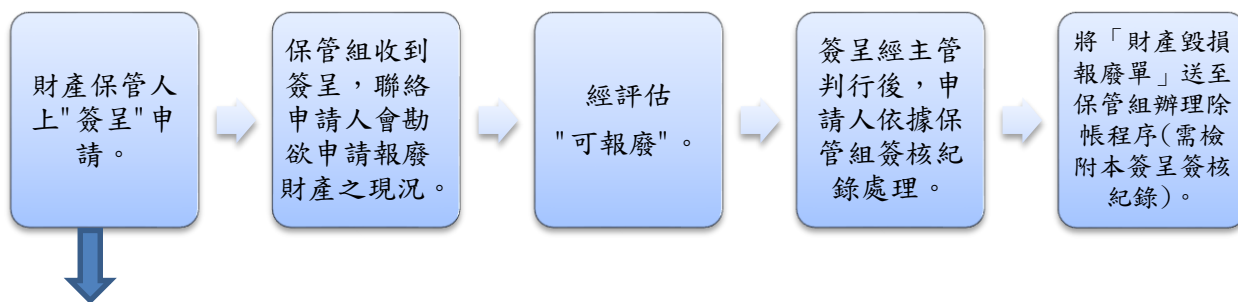 財產保管人
上"簽呈"申
請。
保管組收到
簽呈，聯絡
申請人會勘
欲申請報廢
財產之現況。
經評估
"可報廢"。
簽呈經主管
判行後，申
請人依據保
管組簽核紀
錄處理。
將「財產毀損
報廢單」送至
保管組辦理除
帳程序(需檢
附本簽呈簽核
紀錄)。